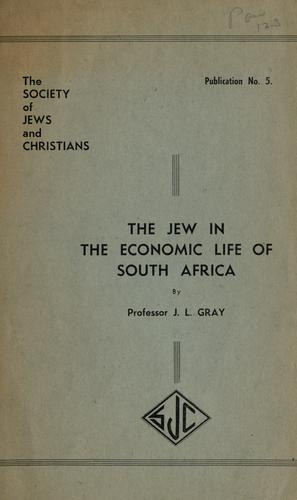 The
SOCIETY
of
JEWS
and
CHRISTIANS
Publication No. 5.
THE JEW IN
THE ECONOMIC LIFE OF
SOUTH AFRICA
By
Professor J. L. GRAY
SJC